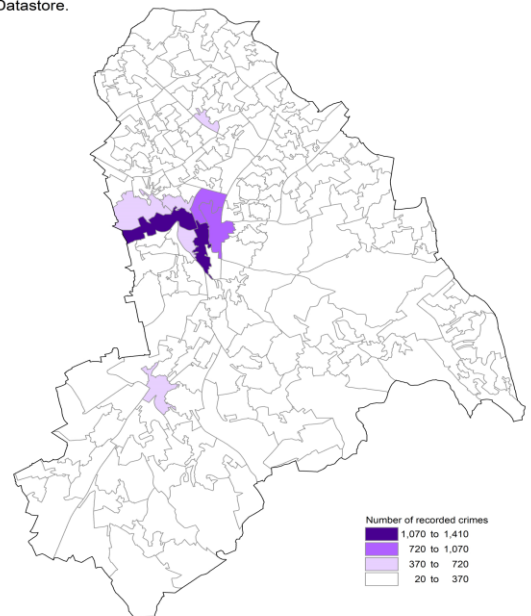 Datastore.
Number of recorded crimes
1,070 to 1,410
720 to 1,070
370 to 720
20 to 370